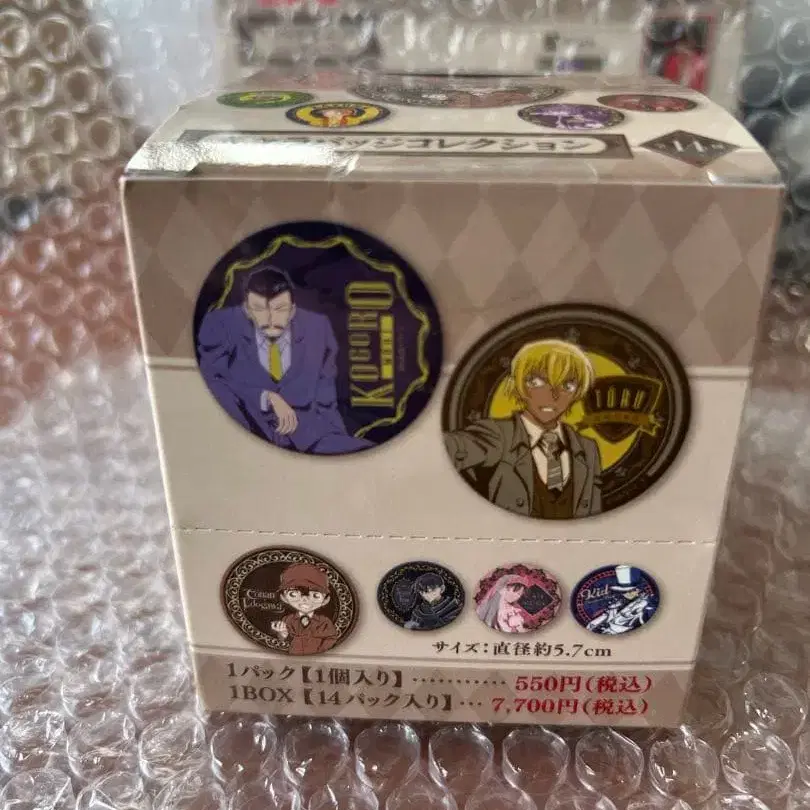 バッジコレクション
全14種
KOGORO
TORU
Conan
Edogawa
Kid
サイズ:直径約5.7cm
1パック【1個入り】………… 550円(税込)
1BOX【14パック入り】… 7,700円(税込)